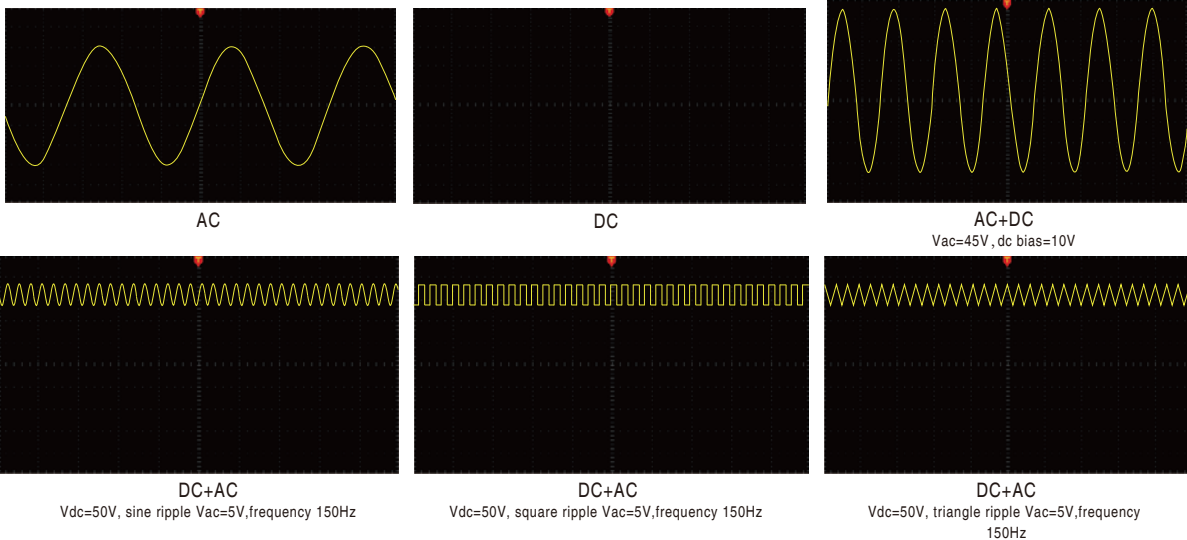 AC
DC
AC+DC
Vac=45V , dc bias=10V
DC+AC
Vdc=50V, sine ripple Vac=5V,frequency 150Hz
DC+AC
Vdc=50V, square ripple Vac=5V,frequency 150Hz
DC+AC
Vdc=50V, triangle ripple Vac=5V,frequency
150Hz